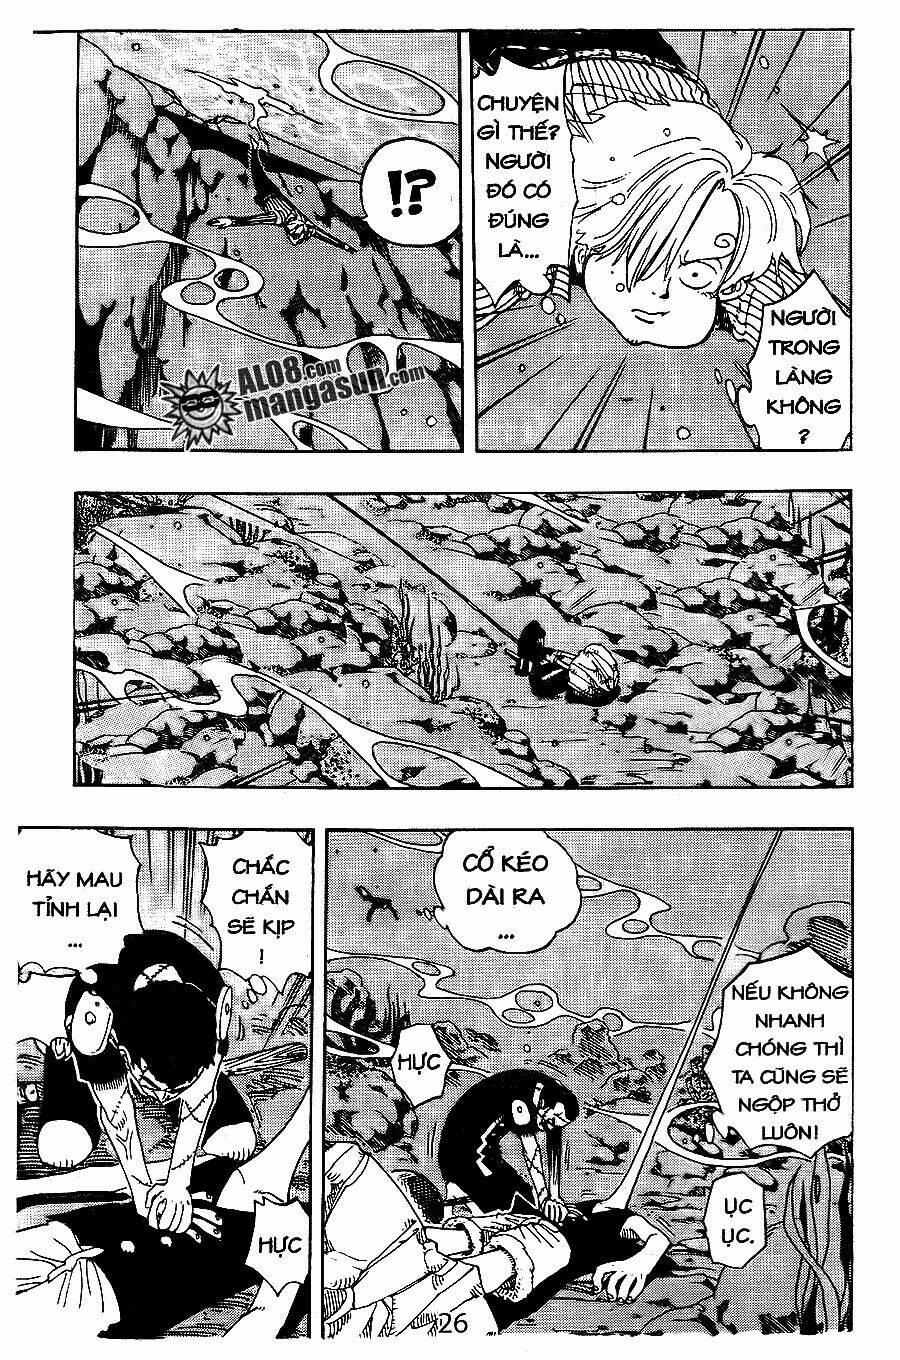 CHUYỆN
GÌ THẾ?
NGƯỜI
ĐÓ CÓ
ĐÚNG
LÀ...
NGƯỜI
TRONG
LÀNG
KHÔNG
?
!?
AL08.com
mangasun.com
CỔ KÉO
DÀI RA
...
NẾU KHÔNG
NHANH
CHÓNG THÌ
TA CŨNG SẼ
NGỘP THỞ
LUÔN!
HỰC
ỤC
ỤC.
CHẮC
CHẮN
SẼ KỊP
!
HÃY MAU
TỈNH LẠI
...
HỰC
26